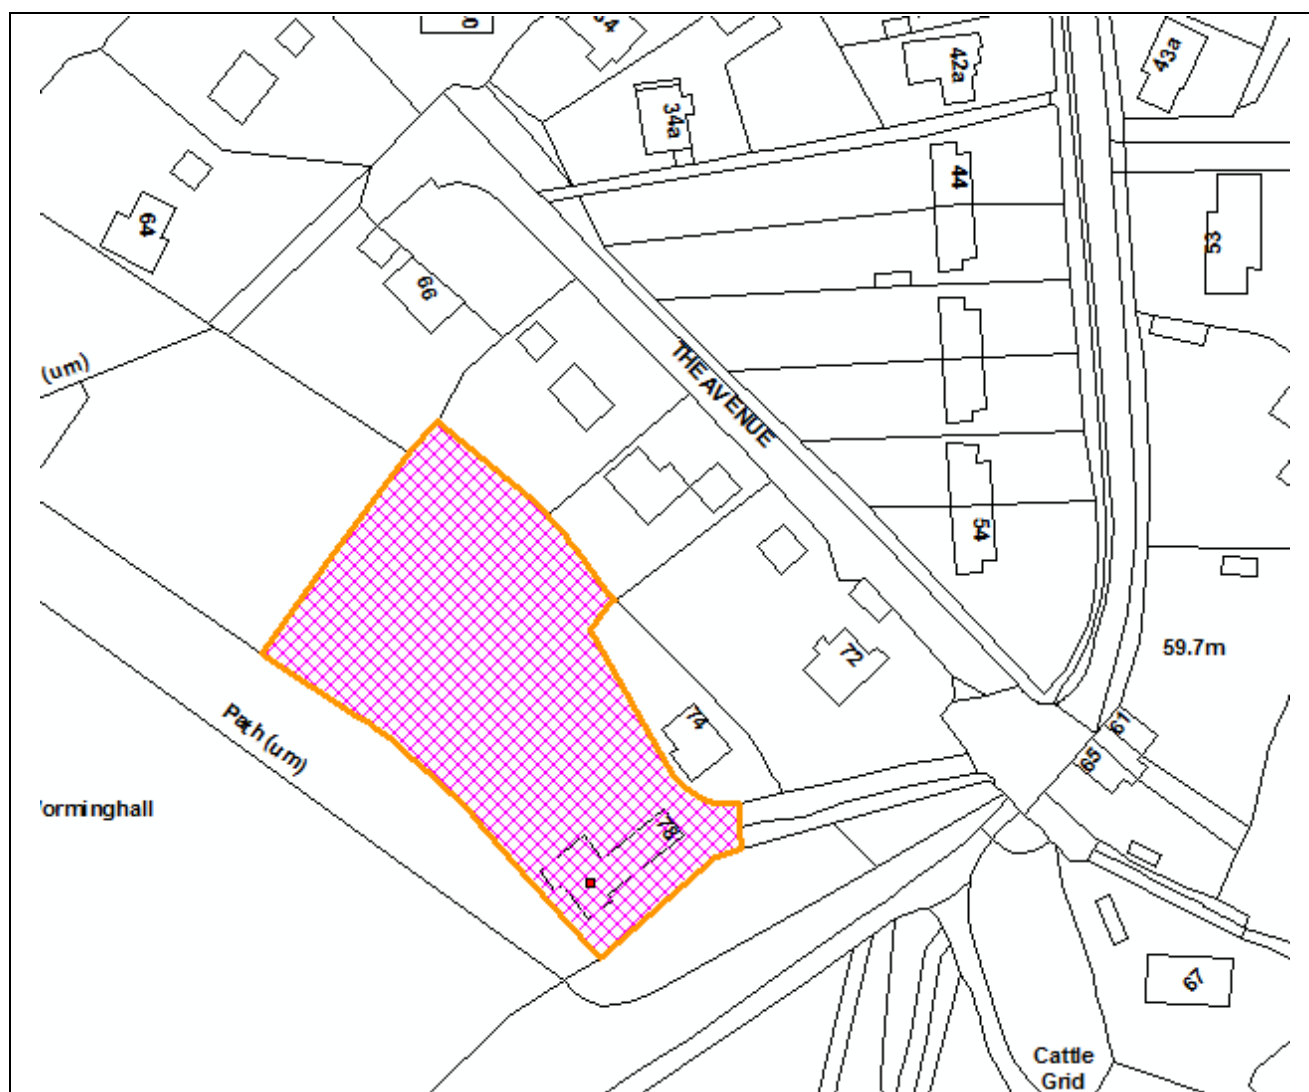 34a
42a
43a
44
64
53
66
(um)
THE AVENUE
54
72
59.7m
74
Path (um)
61
65
orminghall
78
67
Cattle
Grid